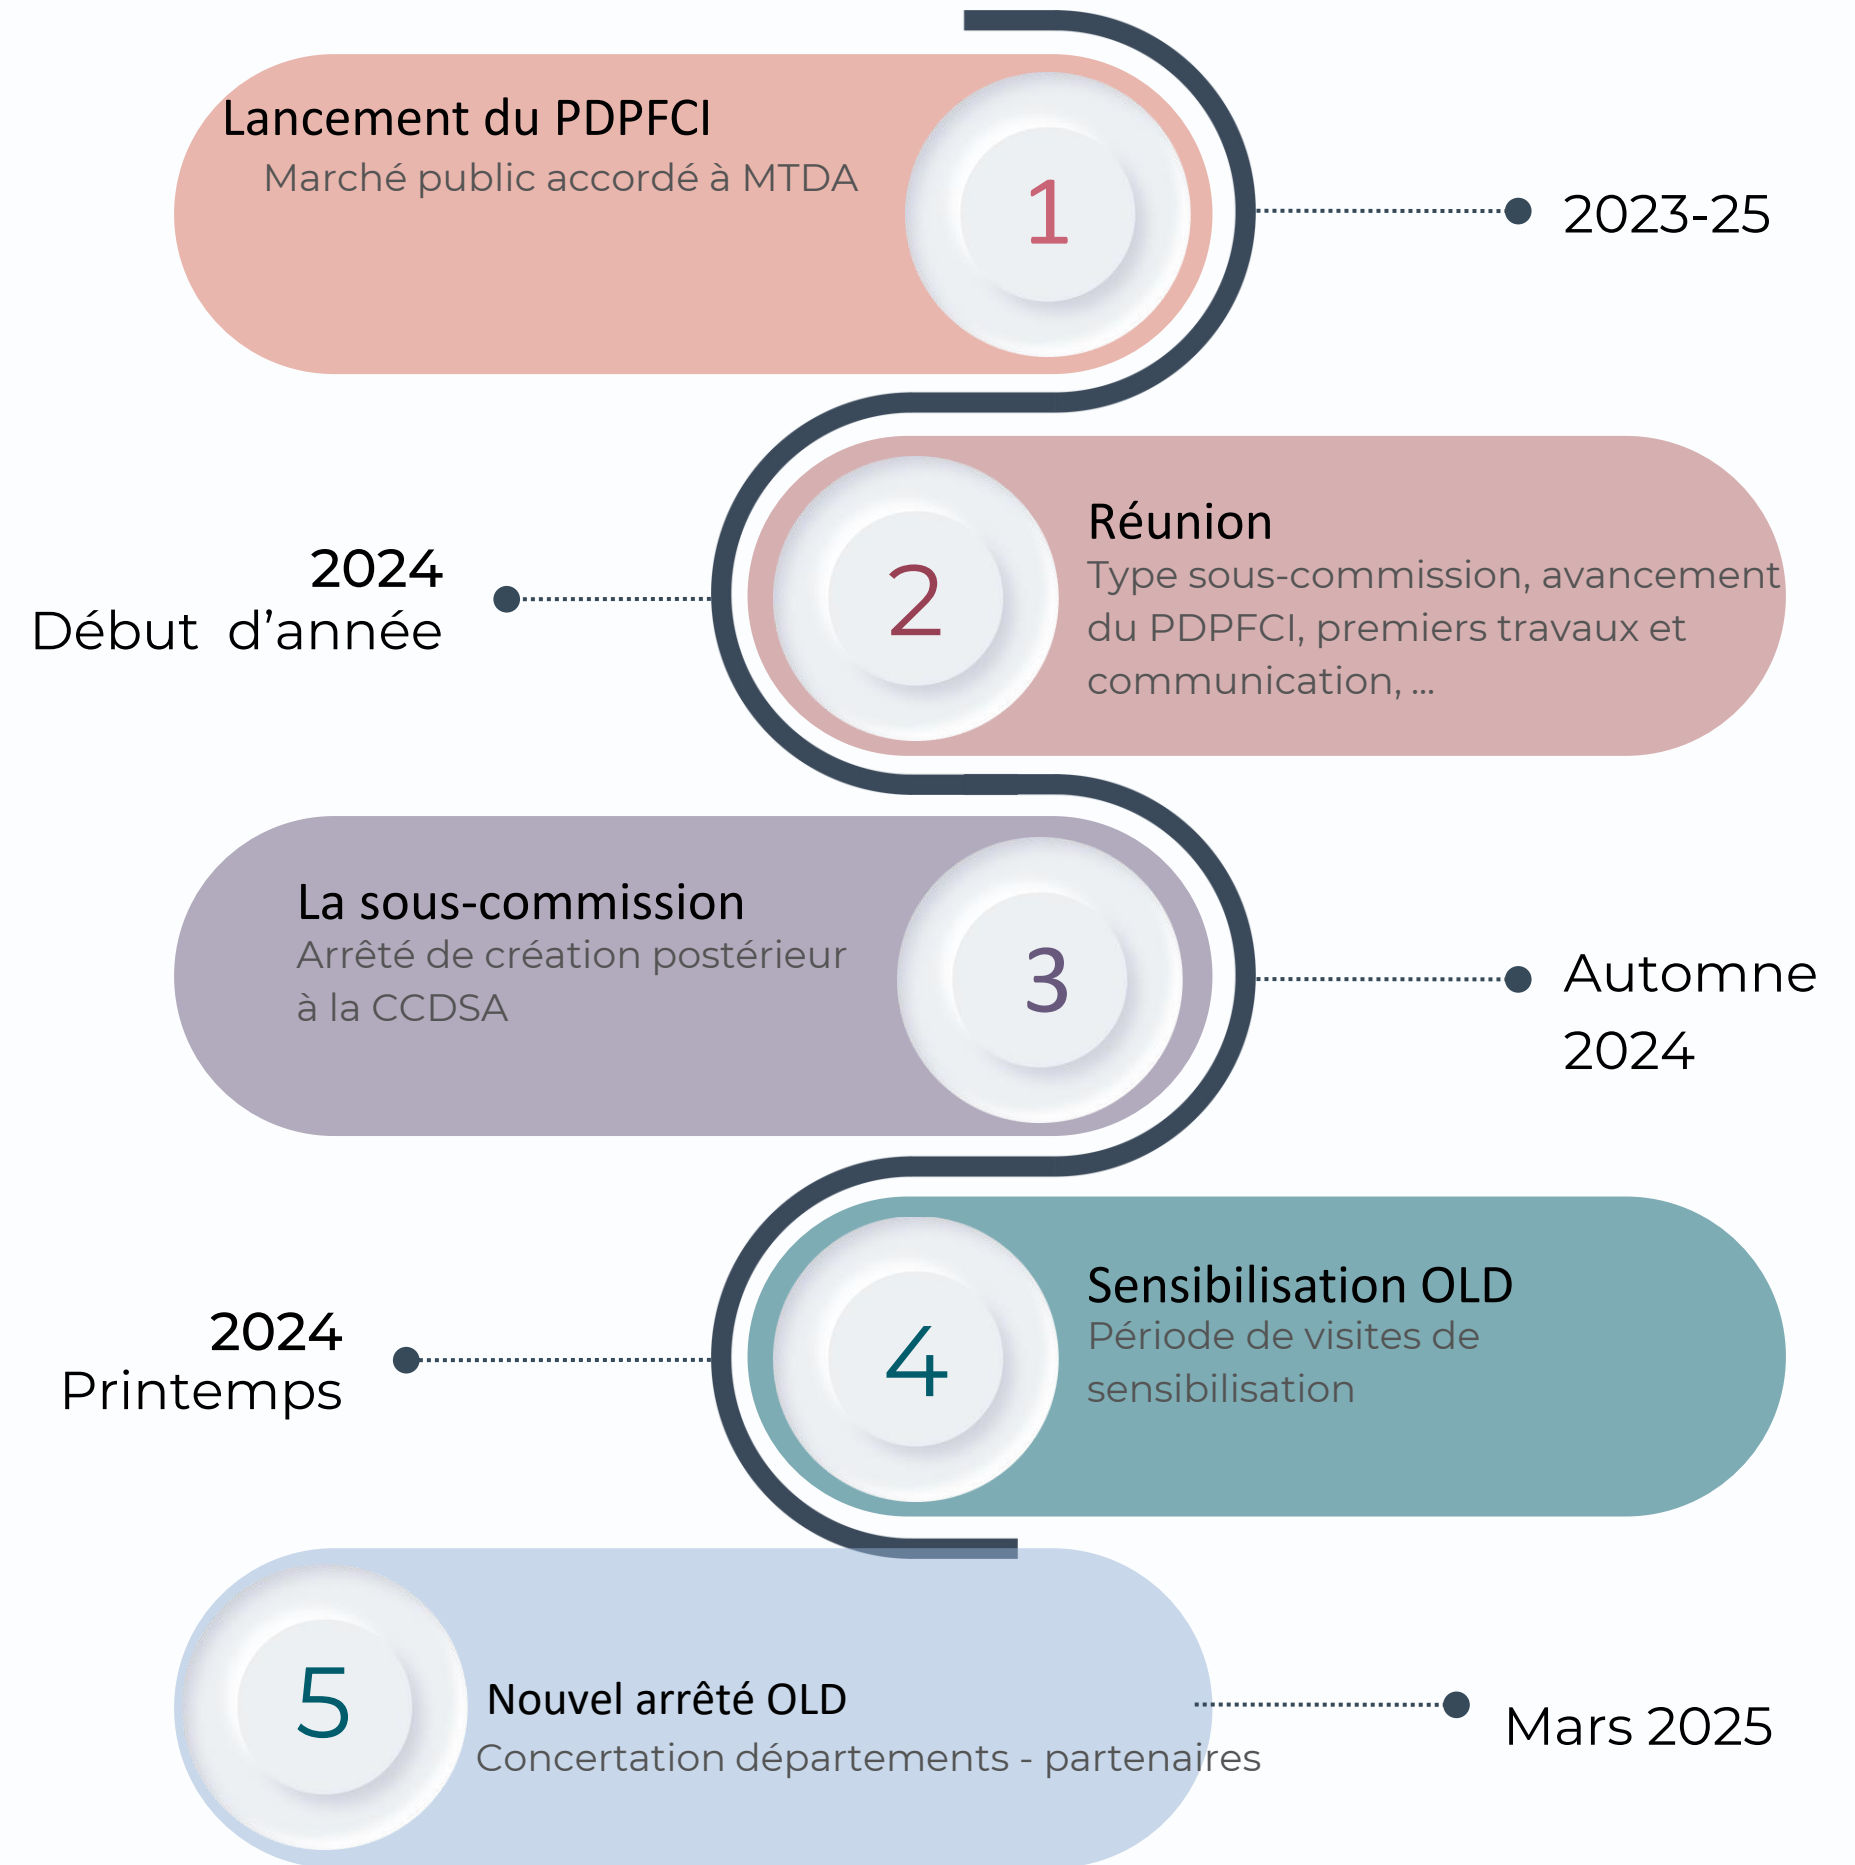 Lancement du PDPFCI
Marché public accordé à MTDA
1
2023-25
2024
Début d’année
2
Réunion
Type sous-commission, avancement
du PDPFCI, premiers travaux et
communication, ...
La sous-commission
Arrêté de création postérieur
à la CCDSA
3
Automne
2024
2024
Printemps
4
Sensibilisation OLD
Période de visites de
sensibilisation
5
Nouvel arrêté OLD
Concertation départements - partenaires
Mars 2025